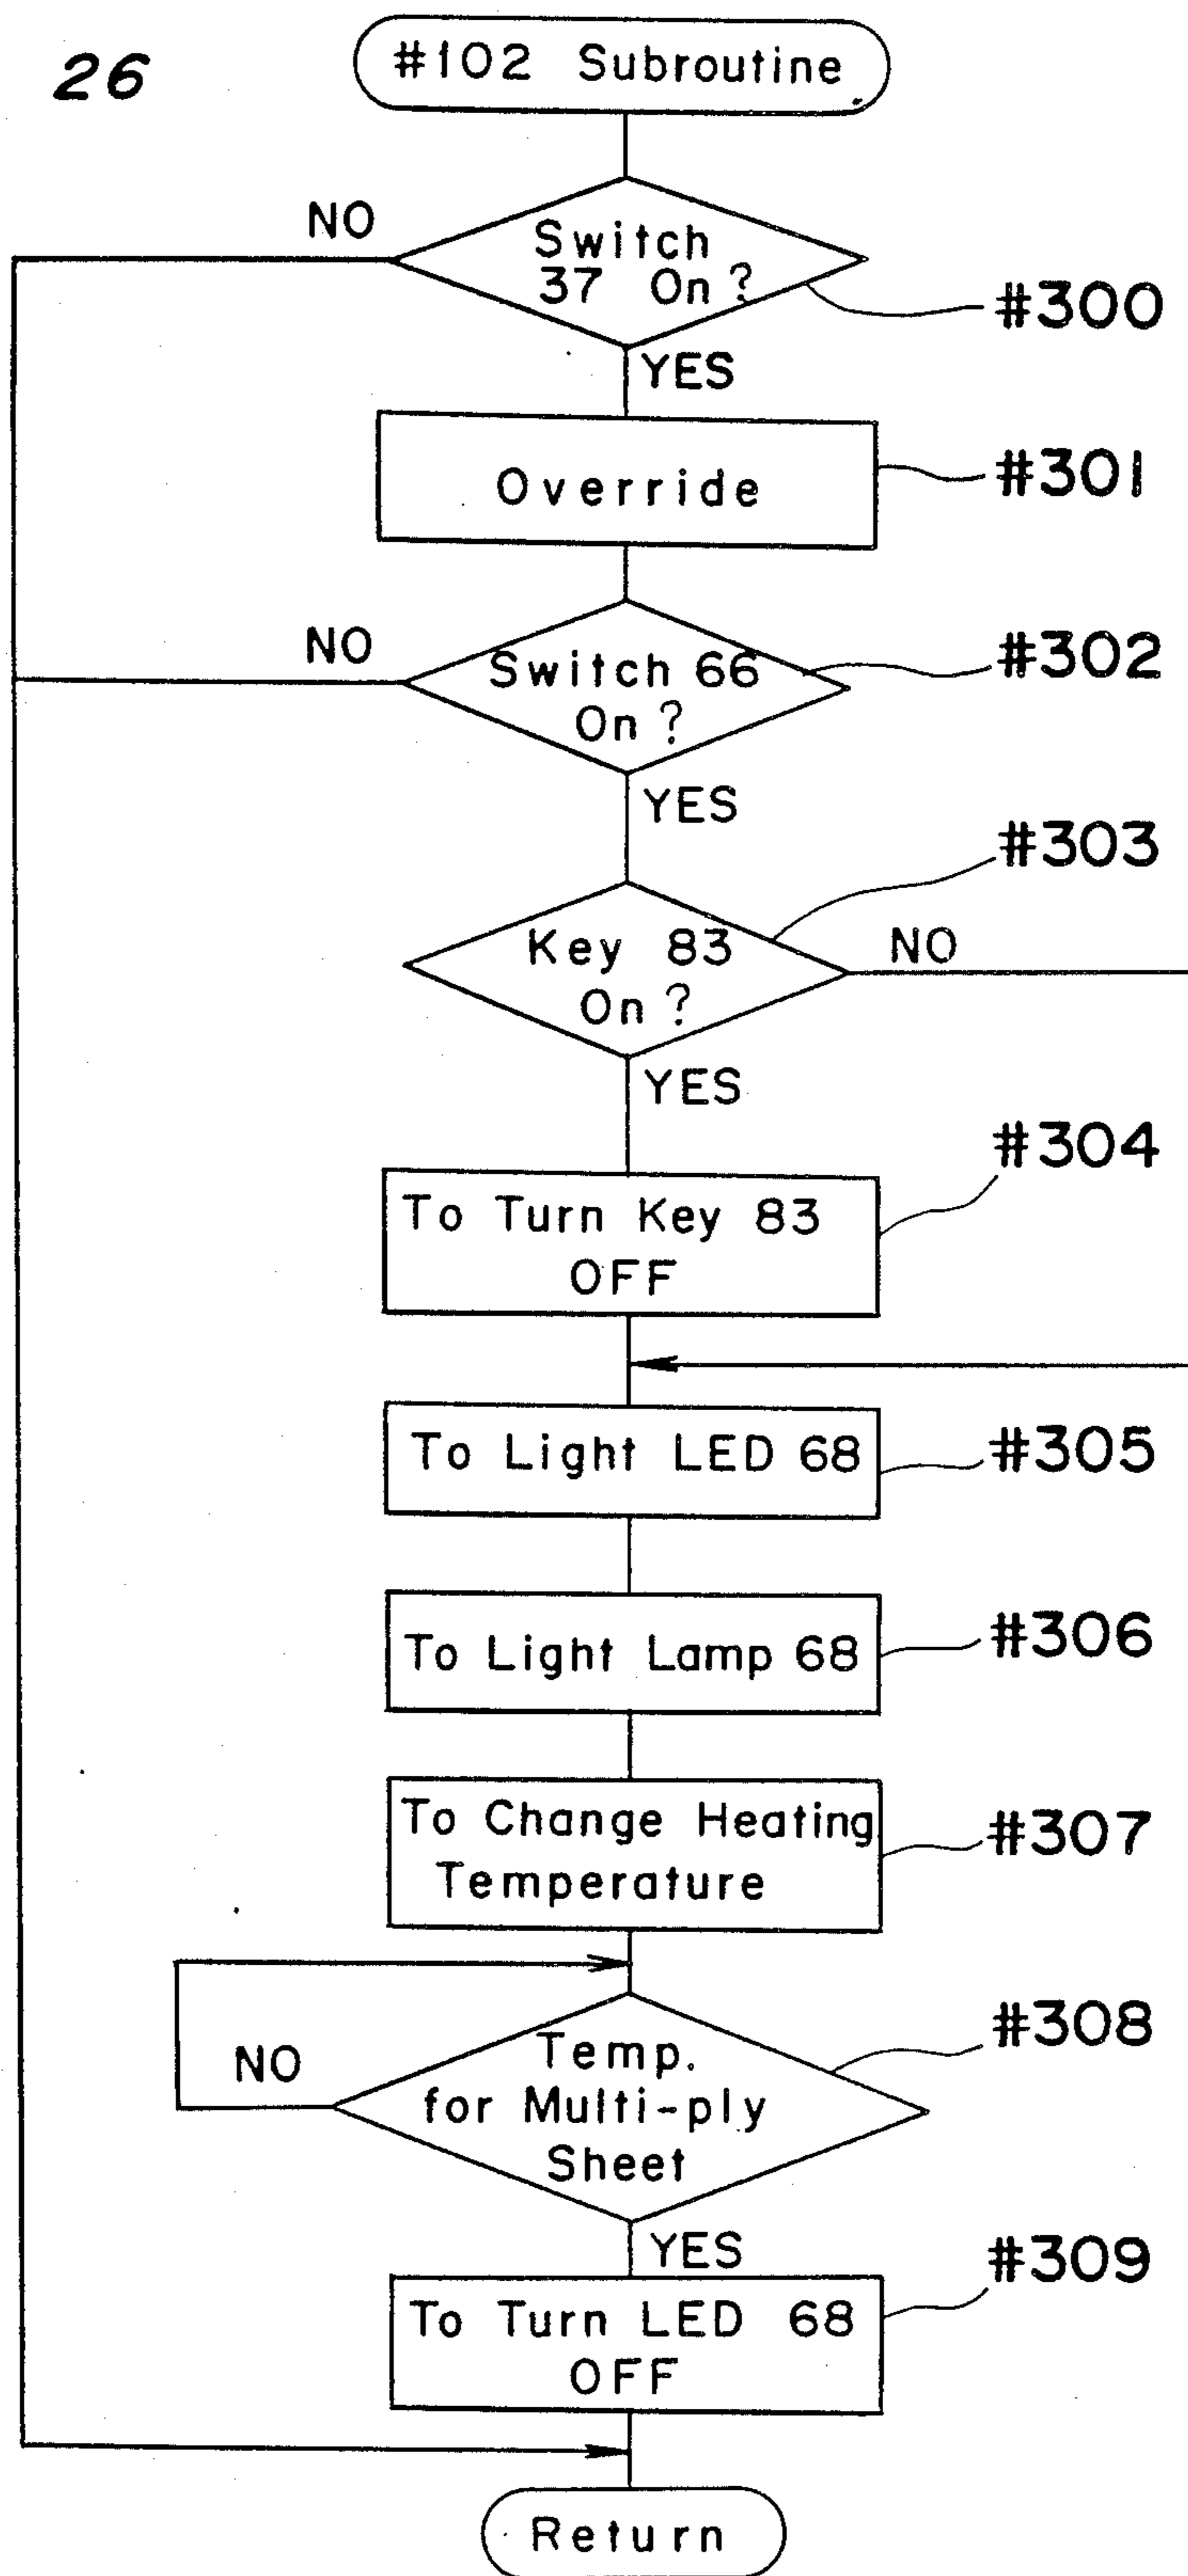 26
#102 Subroutine
NO
Switch
37 On?
#300
YES
Override
#301
NO
Switch 66
On?
#302
YES
#303
Key 83
On?
NO
YES
#304
To Turn Key 83
OFF
To Light LED 68
#305
To Light Lamp 68
#306
To Change Heating
Temperature
#307
#308
NO
Temp.
for Multi-ply
Sheet
YES
#309
To Turn LED 68
OFF
Return